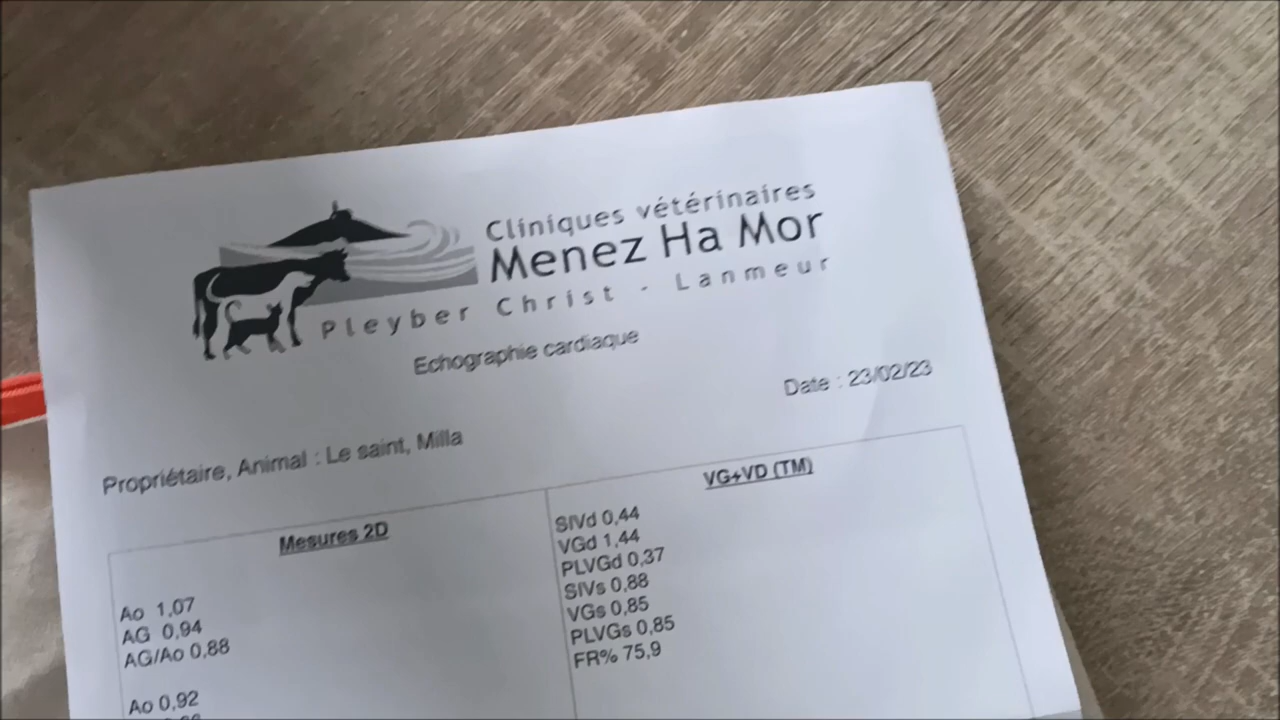 Cliniques vétérinaires
Menez Ha Mor
Pleyber Christ - Lanmeur
Echographie cardiaque
Date : 23/02/23
Propriétaire, Animal : Le saint, Milla
Mesures 2D
Ao 1,07
AG 0,94
AG/Ao 0,88
Ao 0,92
VG+VD (TM)
SIVd 0,44
VGd 1,44
PLVGd 0,37
SIVs 0,88
VGs 0,85
PLVGs 0,85
FR% 75,9